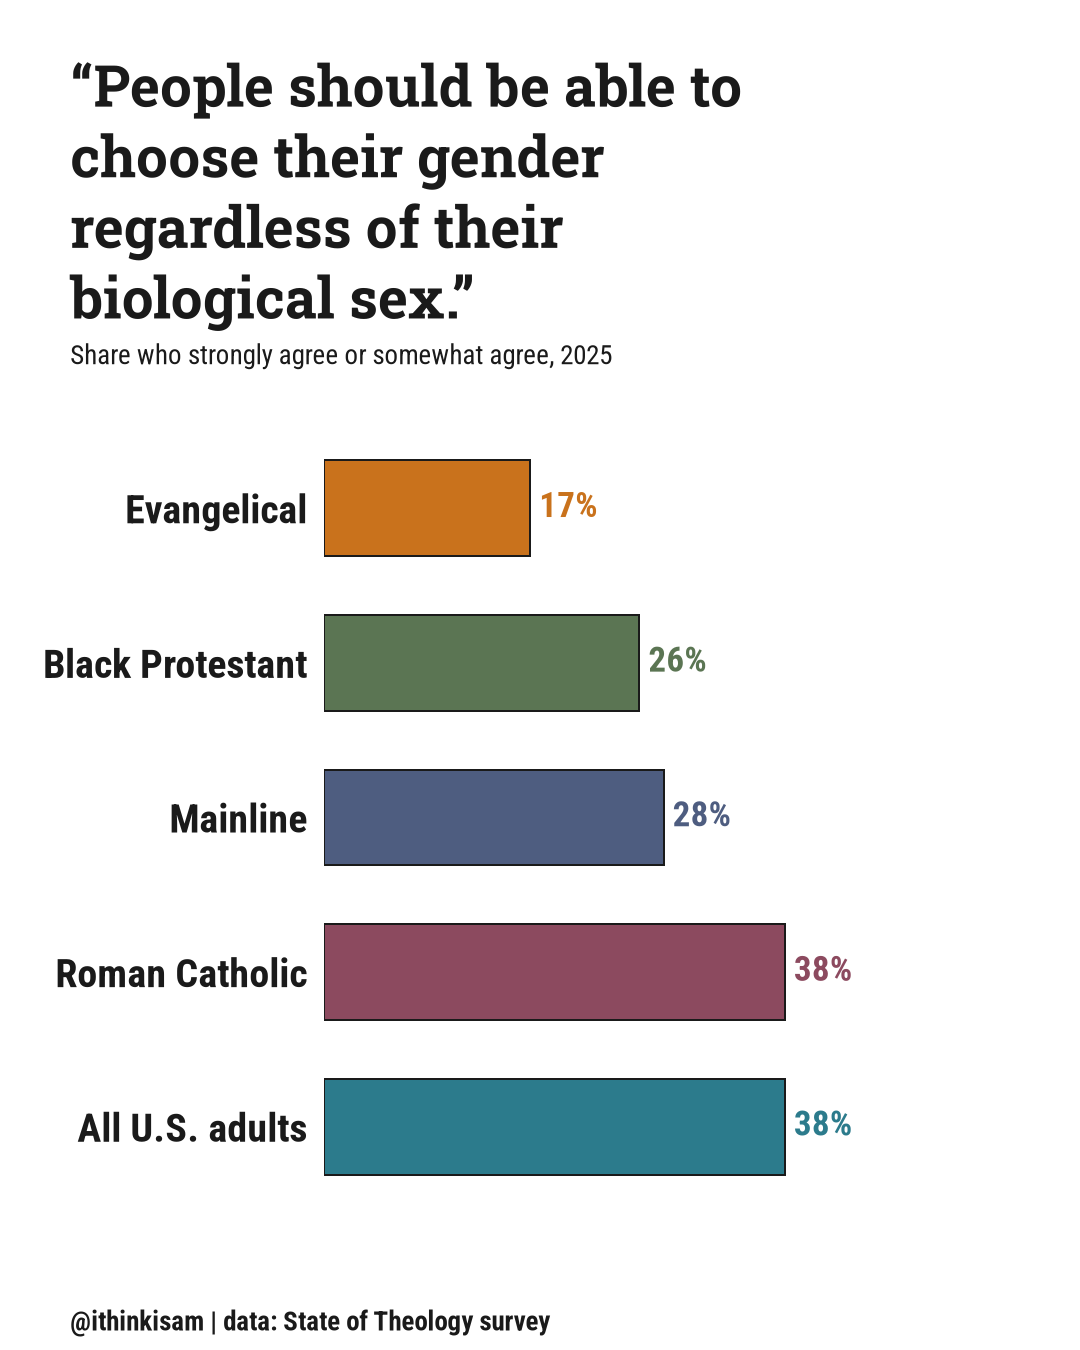 “People should be able to
choose their gender
regardless of their
biological sex.”
Share who strongly agree or somewhat agree, 2025
Evangelical 17%
Black Protestant 26%
Mainline 28%
Roman Catholic 38%
All U.S. adults 38%
@ithinkisam | data: State of Theology survey